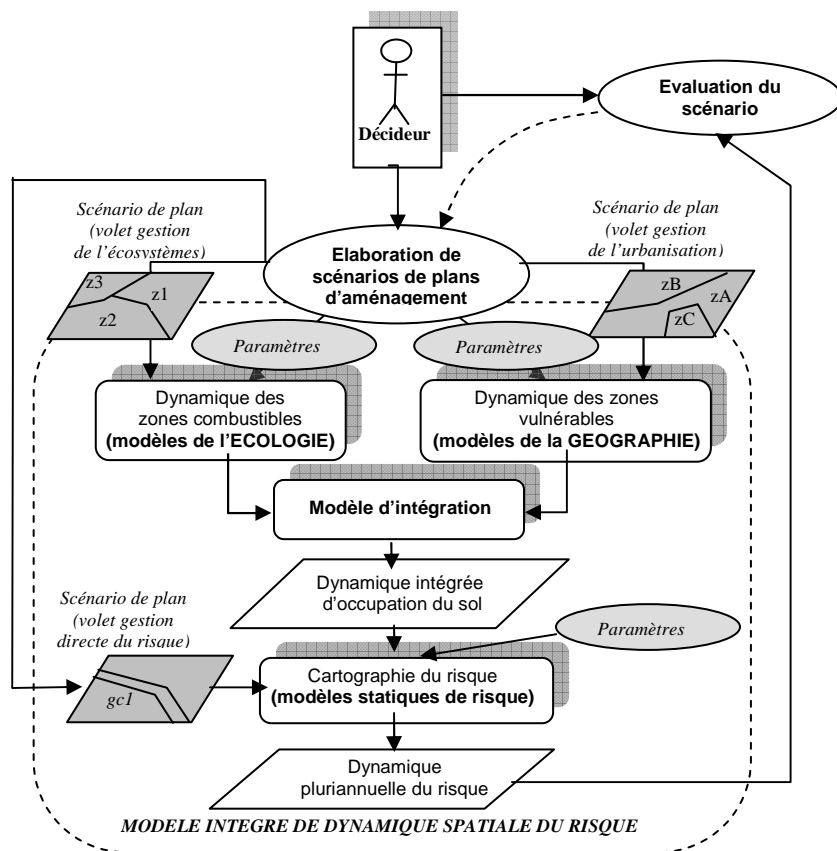 Décideur
Evaluation du
scénario
Scénario de plan
(volet gestion
de l'écosystèmes)
Elaboration de
scénarios de plans
d'aménagement
Scénario de plan
(volet gestion
de l'urbanisation)
z3
z1
z2
zB
zA
zC
Paramètres
Paramètres
Dynamique des
zones combustibles
(modèles de l'ECOLOGIE)
Dynamique des zones
vulnérables
(modèles de la GEOGRAPHIE)
Modèle d'intégration
Dynamique intégrée
d'occupation du sol
Scénario de plan
(volet gestion
directe du risque)
Paramètres
gc1
Cartographie du risque
(modèles statiques de risque)
Dynamique
pluriannuelle du risque
MODELE INTEGRE DE DYNAMIQUE SPATIALE DU RISQUE